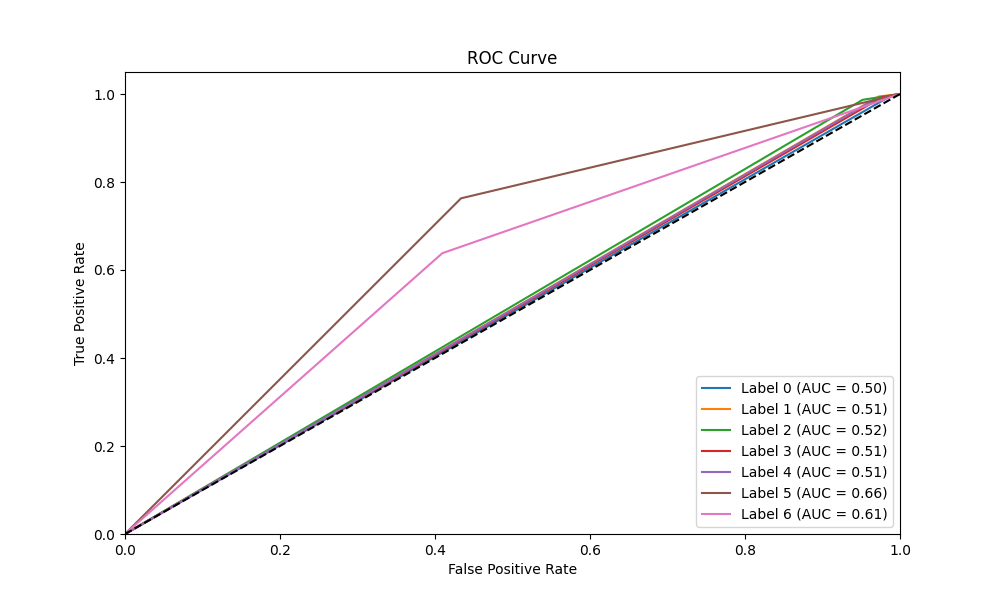 ROC Curve
True Positive Rate
1.0
0.8
0.6
0.4
0.2
0.0
0.0 0.2 0.4 0.6 0.8 1.0
False Positive Rate
Label 0 (AUC = 0.50)
Label 1 (AUC = 0.51)
Label 2 (AUC = 0.52)
Label 3 (AUC = 0.51)
Label 4 (AUC = 0.51)
Label 5 (AUC = 0.66)
Label 6 (AUC = 0.61)